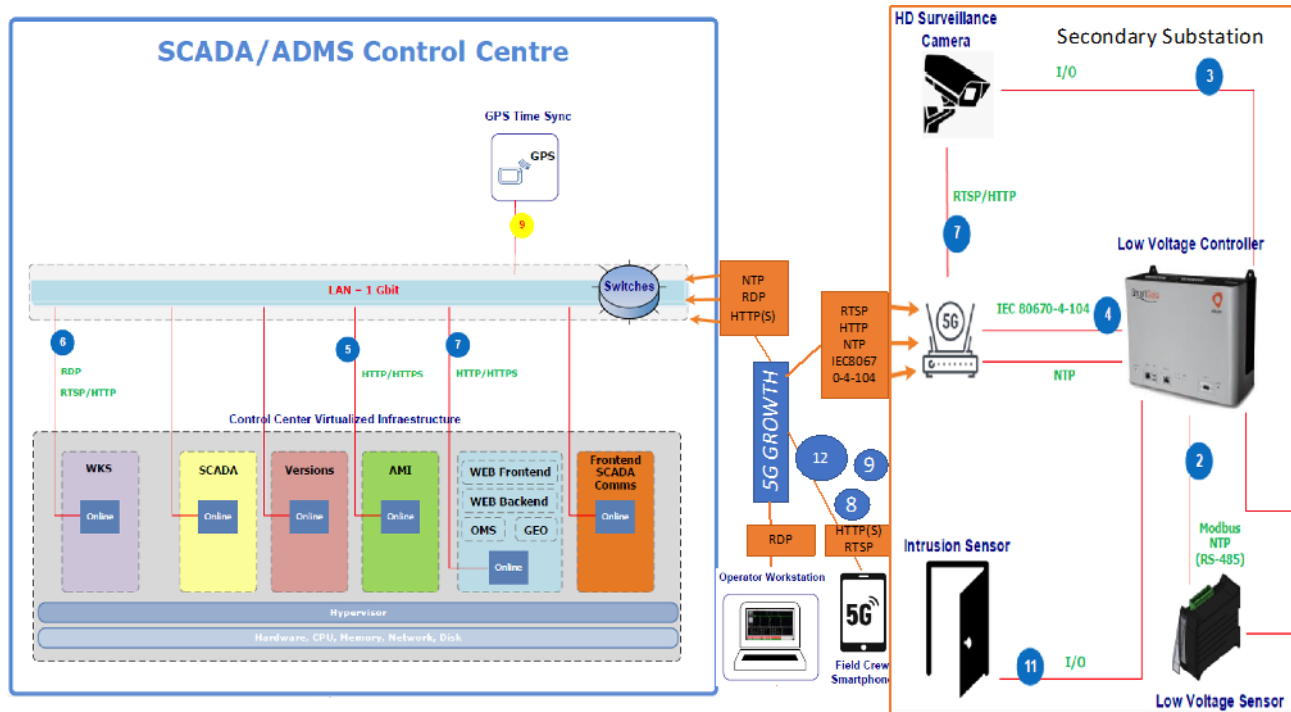 SCADA/ADMS Control Centre
GPS Time Sync
GPS
9
LAN – 1 Gbit
Switches
6
RDP
RTSP/HTTP
5
HTTP/HTTPS
7
HTTP/HTTPS
Control Center Virtualized Infraestructure
WKS
Online
SCADA
Online
Versions
Online
AMI
Online
WEB Frontend
WEB Backend
OMS
GEO
Online
Frontend
SCADA
Comms
Online
Hypervisor
Hardware, CPU, Memory, Network, Disk
NTP
RDP
HTTP(S)
5G GROWTH
RTSP
HTTP
NTP
IEC8067
0-4-104
12
9
8
RDP
HTTP(S)
RTSP
Operator Workstation
5G
Field Crew
Smartphone
HD Surveillance
Camera
Secondary Substation
I/O
3
RTSP/HTTP
7
Low Voltage Controller
5G
IEC 80670-4-104
4
NTP
2
Modbus
NTP
(RS-485)
Intrusion Sensor
11
I/O
Low Voltage Sensor